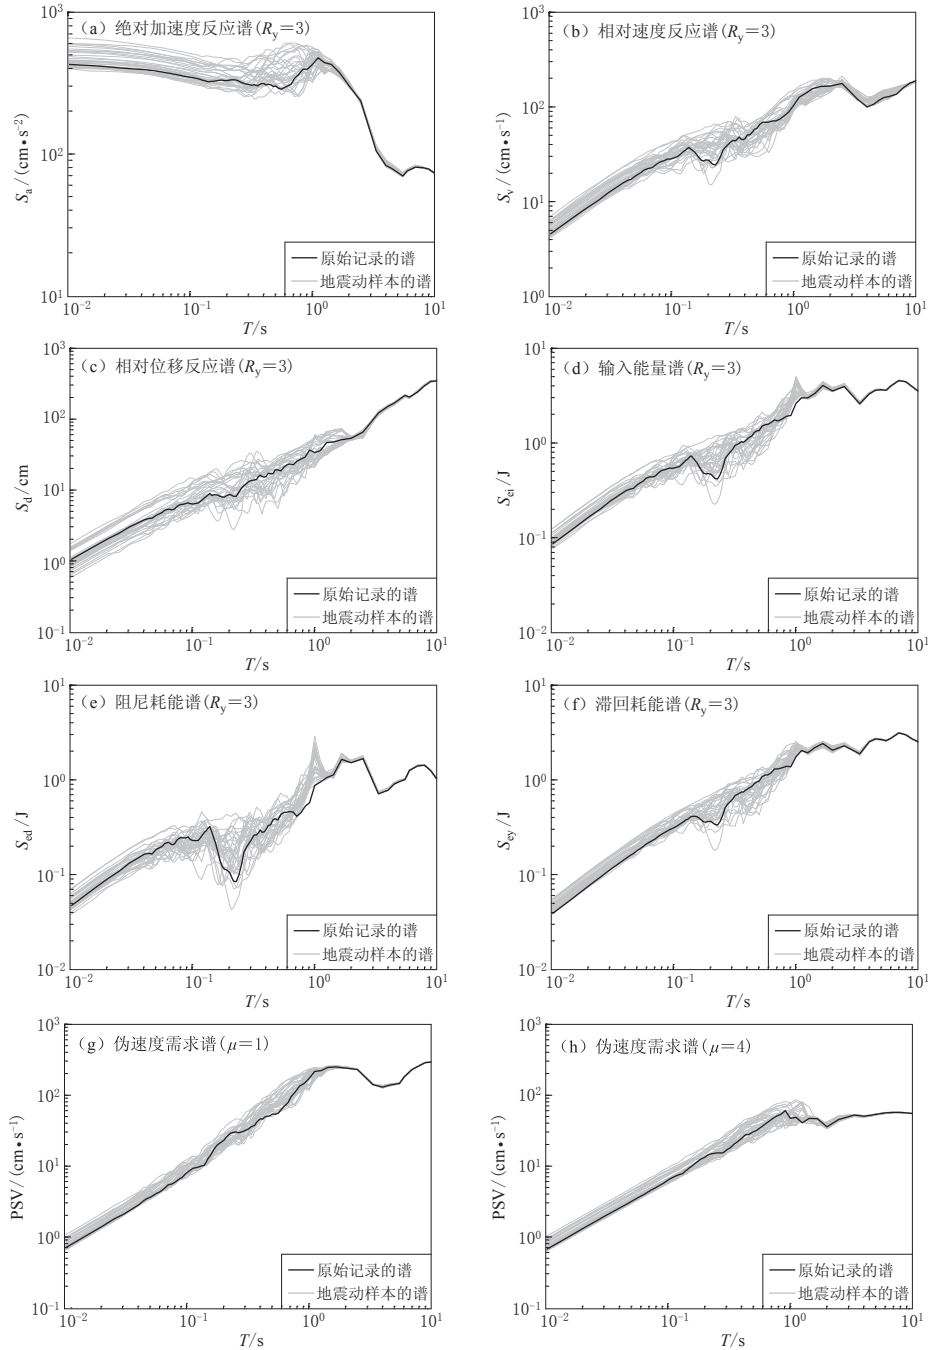 (a) 绝对加速度反应谱(Ry=3)
10³
10²
10¹
Sa/(cm•s⁻²)
原始记录的谱
地震动样本的谱
10⁻² 10⁻¹ 10⁰ 10¹
T/s
(b) 相对速度反应谱(Ry=3)
10³
10²
10¹
10⁰
Sv/(cm•s⁻¹)
原始记录的谱
地震动样本的谱
10⁻² 10⁻¹ 10⁰ 10¹
T/s
(c) 相对位移反应谱(Ry=3)
10³
10²
10¹
10⁰
10⁻¹
Sd/cm
原始记录的谱
地震动样本的谱
10⁻² 10⁻¹ 10⁰ 10¹
T/s
(d) 输入能量谱(Ry=3)
10¹
10⁰
10⁻¹
10⁻²
Sei/J
原始记录的谱
地震动样本的谱
10⁻² 10⁻¹ 10⁰ 10¹
T/s
(e) 阻尼耗能谱(Ry=3)
10¹
10⁰
10⁻¹
10⁻²
Sed/J
原始记录的谱
地震动样本的谱
10⁻² 10⁻¹ 10⁰ 10¹
T/s
(f) 滞回耗能谱(Ry=3)
10¹
10⁰
10⁻¹
10⁻²
Sey/J
原始记录的谱
地震动样本的谱
10⁻² 10⁻¹ 10⁰ 10¹
T/s
(g) 伪速度需求谱(μ=1)
10³
10²
10¹
10⁰
10⁻¹
PSV/(cm•s⁻¹)
原始记录的谱
地震动样本的谱
10⁻² 10⁻¹ 10⁰ 10¹
T/s
(h) 伪速度需求谱(μ=4)
10³
10²
10¹
10⁰
10⁻¹
PSV/(cm•s⁻¹)
原始记录的谱
地震动样本的谱
10⁻² 10⁻¹ 10⁰ 10¹
T/s